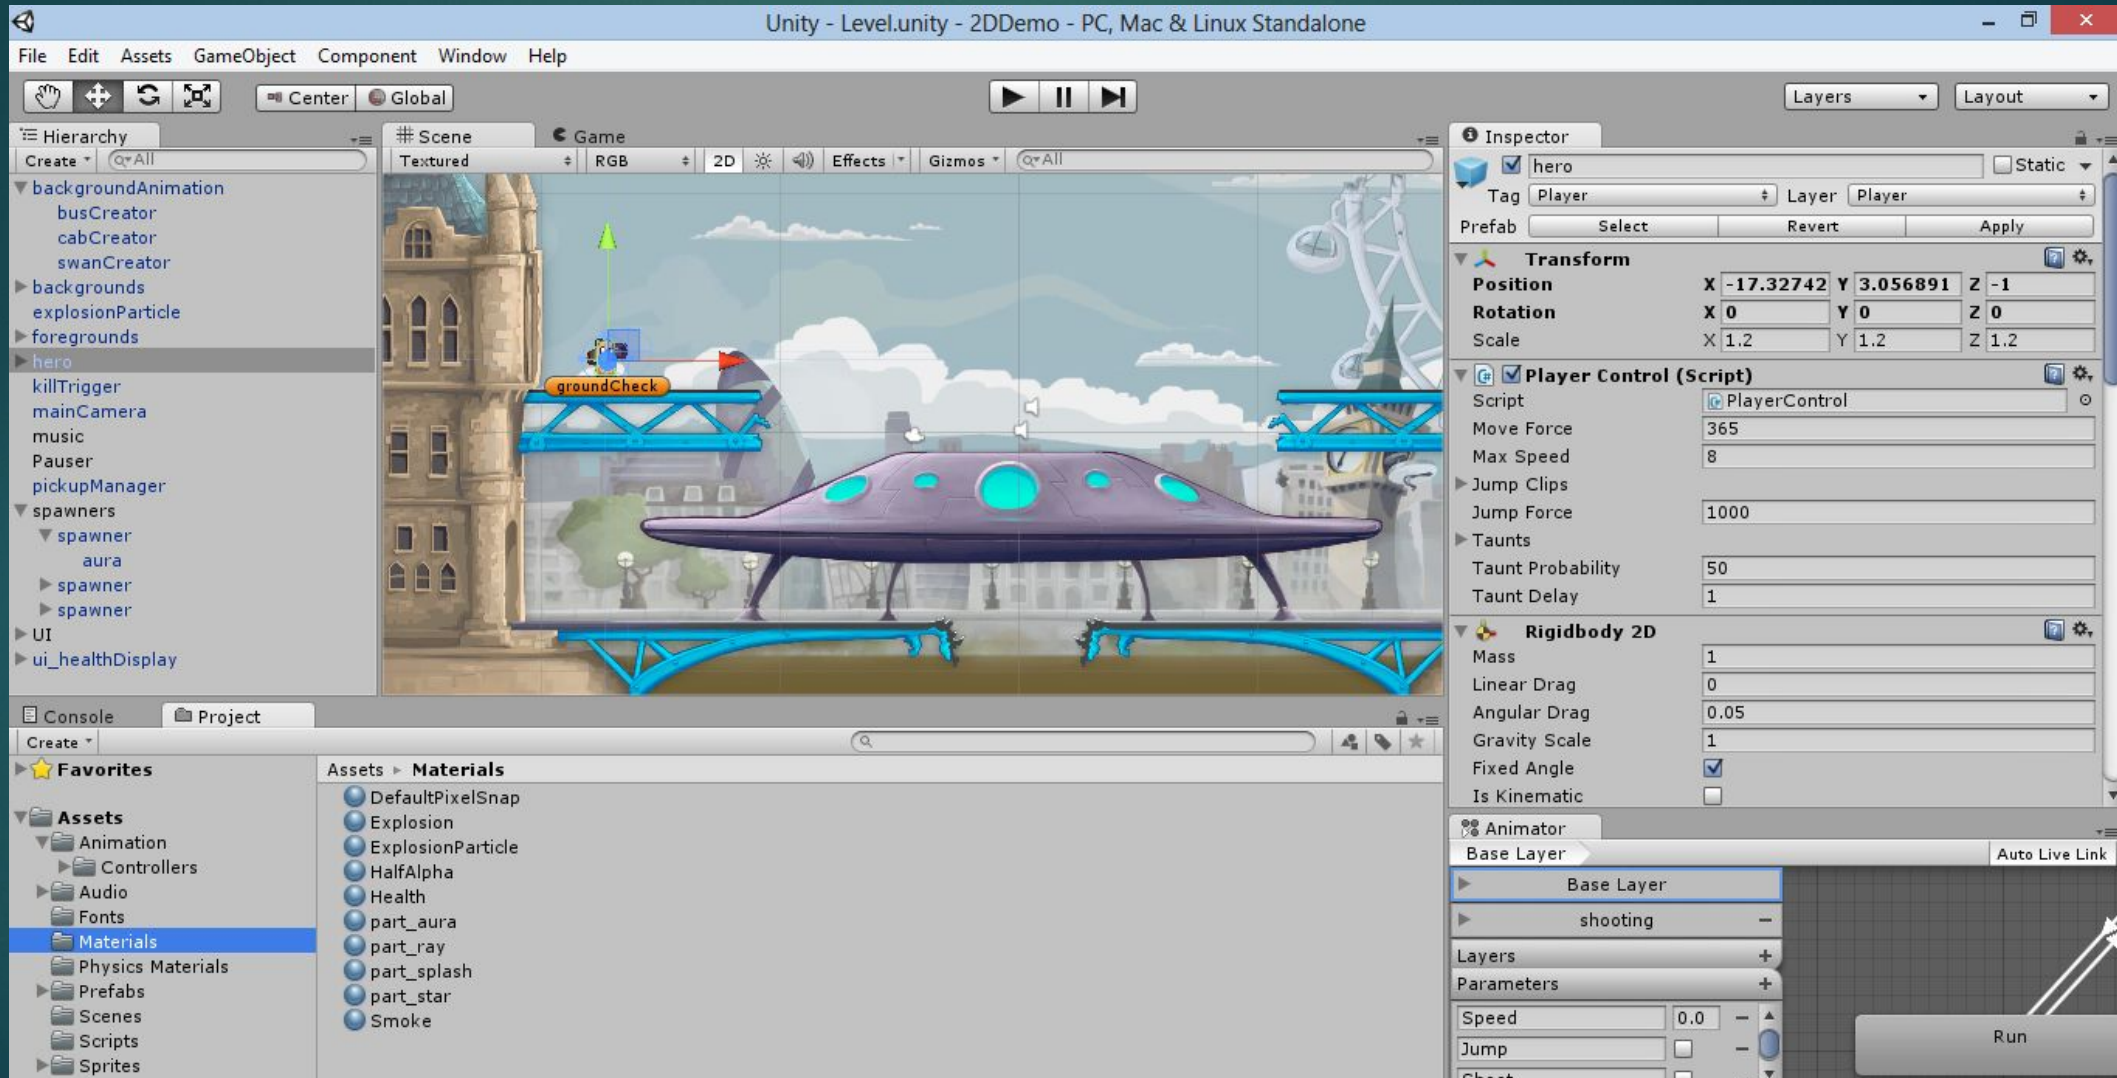 Unity - Level.unity - 2DDemo - PC, Mac & Linux Standalone
File Edit Assets GameObject Component Window Help
Center Global Layers Layout
Hierarchy
Create All
backgroundAnimation
busCreator
cabCreator
swanCreator
backgrounds
explosionParticle
foregrounds
hero
killTrigger
mainCamera
music
Pauser
pickupManager
spawners
spawner
aura
spawner
spawner
UI
ui_healthDisplay
Scene Game
Textured RGB 2D Effects Gizmos All
groundCheck
Inspector
hero Static
Tag Player Layer Player
Prefab Select Revert Apply
Transform
Position X -17.32742 Y 3.056891 Z -1
Rotation X 0 Y 0 Z 0
Scale X 1.2 Y 1.2 Z 1.2
Player Control (Script)
Script PlayerControl
Move Force 365
Max Speed 8
Jump Clips
Jump Force 1000
Taunts
Taunt Probability 50
Taunt Delay 1
Rigidbody 2D
Mass 1
Linear Drag 0
Angular Drag 0.05
Gravity Scale 1
Fixed Angle
Is Kinematic
Console Project
Create
Favorites
Assets
Animation
Controllers
Audio
Fonts
Materials
Physics Materials
Prefabs
Scenes
Scripts
Sprites
Assets Materials
DefaultPixelSnap
Explosion
ExplosionParticle
HalfAlpha
Health
part_aura
part_ray
part_splash
part_star
Smoke
Animator
Base Layer Auto Live Link
Base Layer
shooting
Layers
Parameters
Speed 0.0
Jump
Run